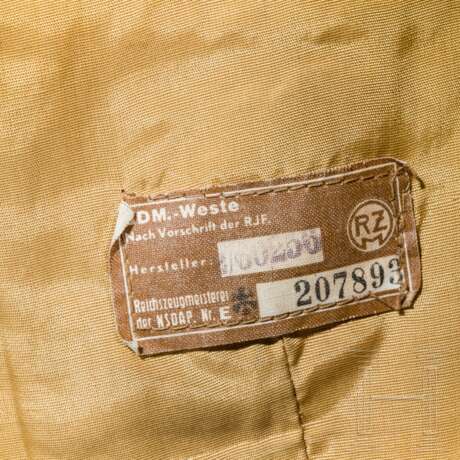 DM.-Weste
Nach Vorschrift der R.J.F.
RZM
Hersteller:
Reichszeugmeisterei
der NSDAP. Nr. E * 207893